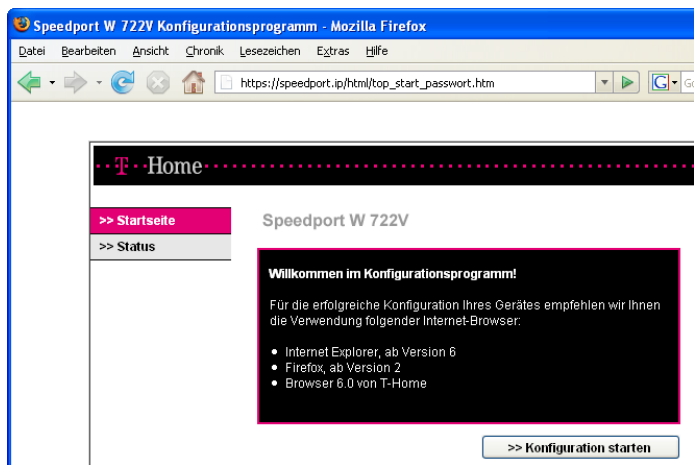 Speedport W 722V Konfigurationsprogramm - Mozilla Firefox
Datei Bearbeiten Ansicht Chronik Lesezeichen Extras Hilfe
https://speedport.ip/html/top_start_passwort.htm G Go
T Home
>> Startseite
>> Status
Speedport W 722V
Willkommen im Konfigurationsprogramm!
Für die erfolgreiche Konfiguration Ihres Gerätes empfehlen wir Ihnen
die Verwendung folgender Internet-Browser:
• Internet Explorer, ab Version 6
• Firefox, ab Version 2
• Browser 6.0 von T-Home
>> Konfiguration starten